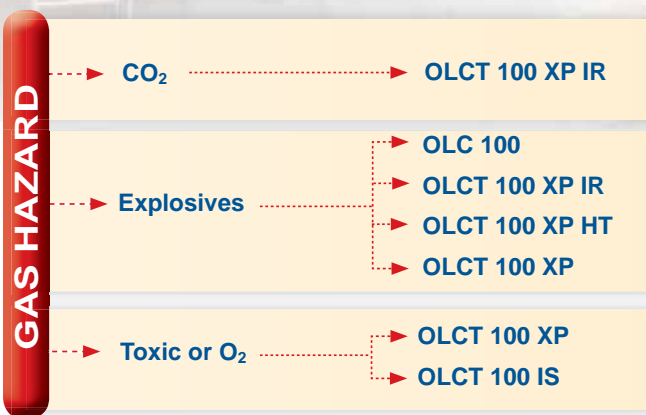 GAS HAZARD
CO₂ OLCT 100 XP IR
Explosives
OLC 100
OLCT 100 XP IR
OLCT 100 XP HT
OLCT 100 XP
Toxic or O₂
OLCT 100 XP
OLCT 100 IS